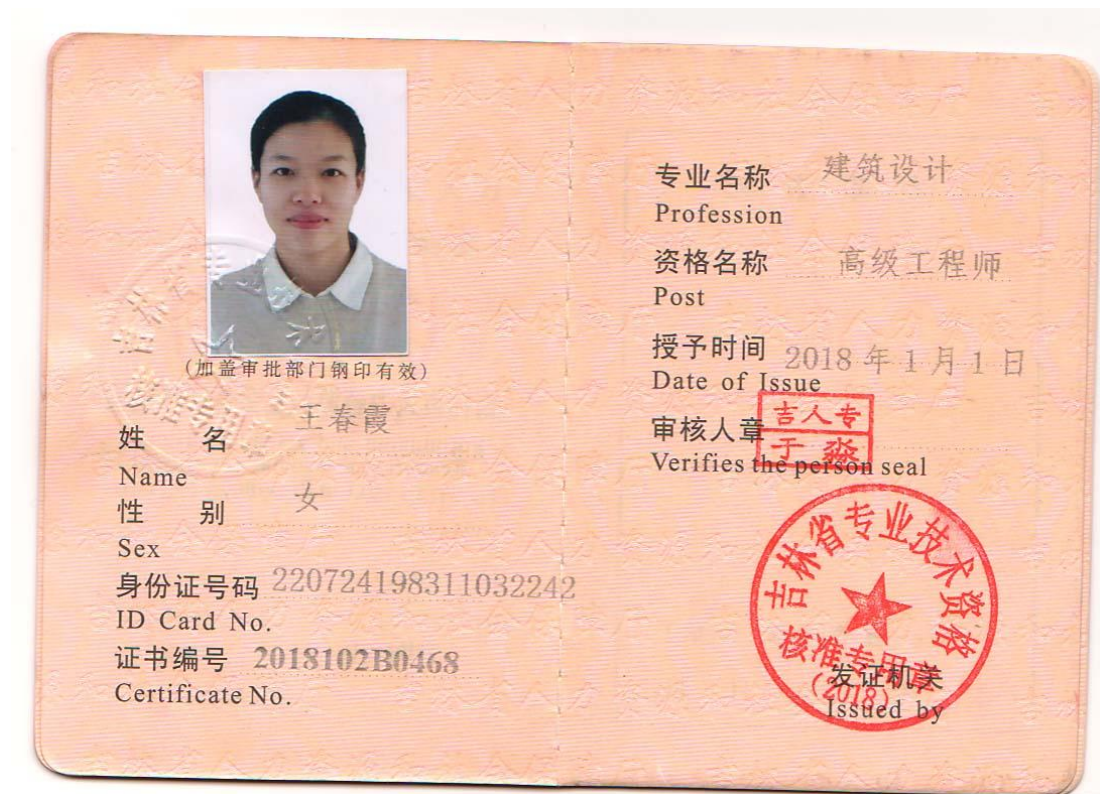 (加盖审批部门钢印有效)
姓 名 王春霞
Name
性 别 女
Sex
身份证号码 220724198311032242
ID Card No.
证书编号 2018102B0468
Certificate No.
专业名称 建筑设计
Profession
资格名称 高级工程师
Post
授予时间 2018年1月1日
Date of Issue
审核人章
吉人专
于淼
Verifies the person seal
吉林省专业技术资格
核准专用章
(2018)
发证机关
Issued by